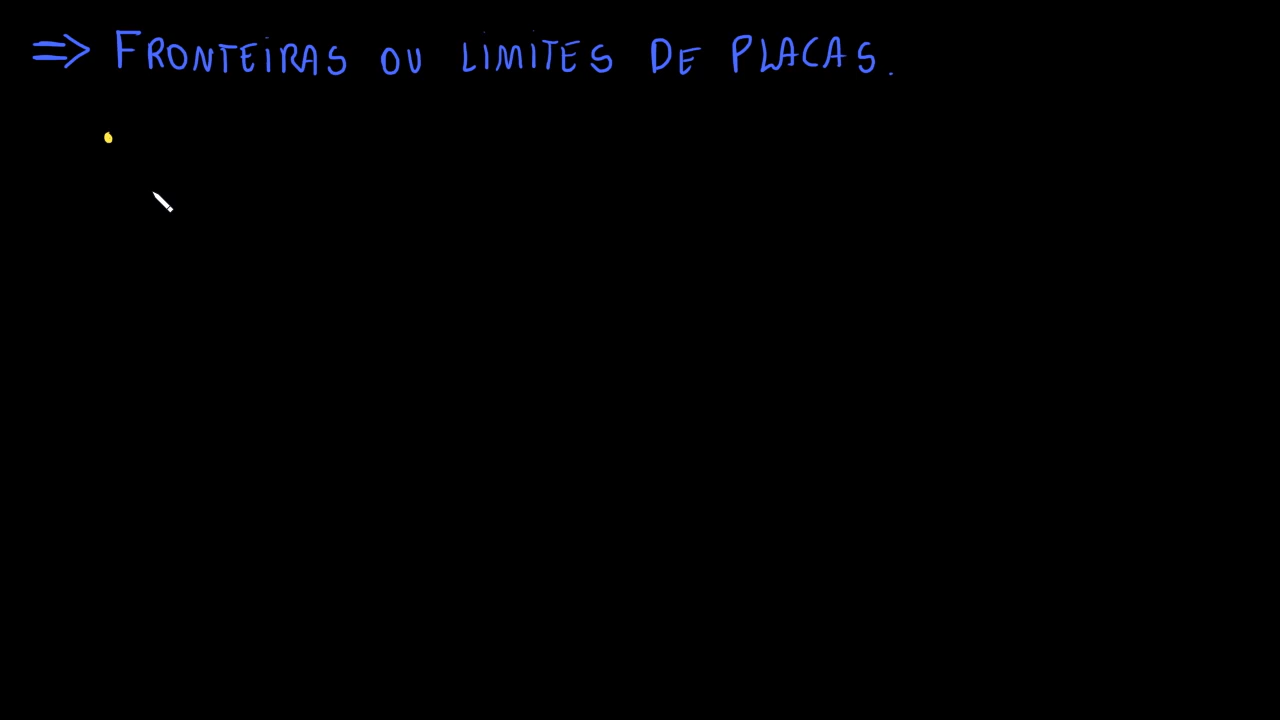 => FRONTEIRAS OU LIMITES DE PLACAS.